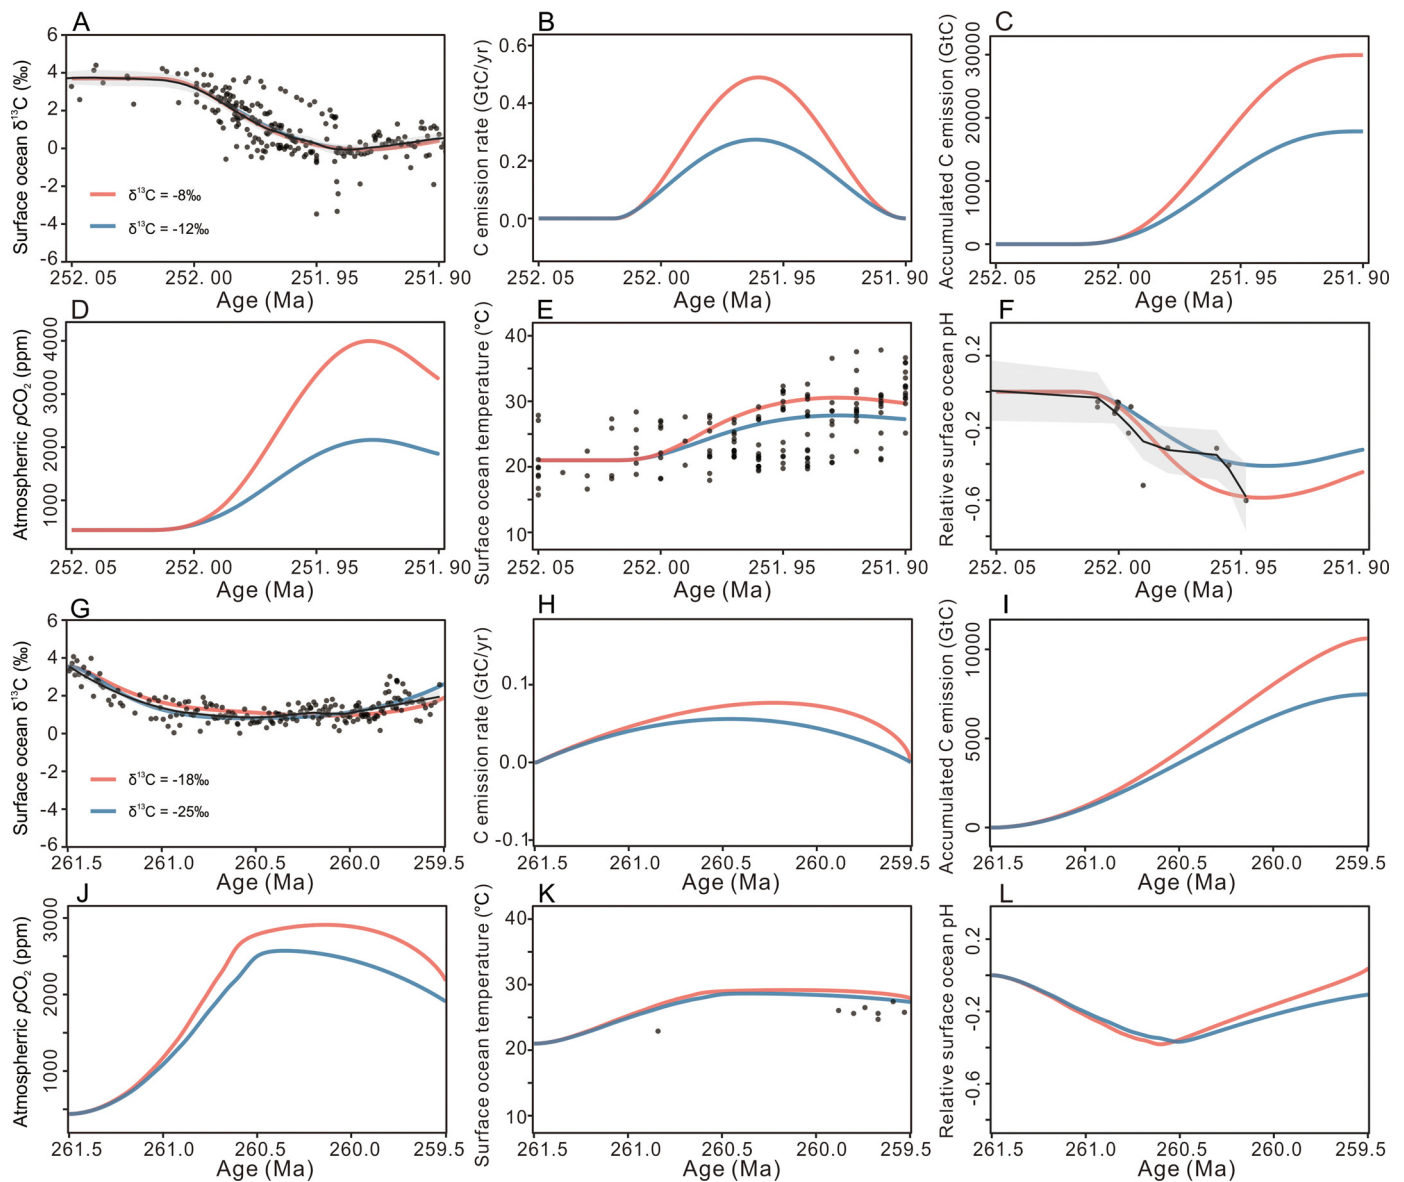 A
Surface ocean δ¹³C (‰)
6
4
2
0
-2
-4
-6
δ¹³C = -8‰
δ¹³C = -12‰
252.05
252.00
251.95
251.90
Age (Ma)
B
C emission rate (GtC/yr)
0.6
0.4
0.2
0.0
252.05
252.00
251.95
251.90
Age (Ma)
C
Accumulated C emission (GtC)
30000
20000
10000
0
252.05
252.00
251.95
251.90
Age (Ma)
D
Atmospherric pCO₂ (ppm)
4000
3000
2000
1000
252.05
252.00
251.95
251.90
Age (Ma)
E
Surface ocean temperature (°C)
40
30
20
10
252.05
252.00
251.95
251.90
Age (Ma)
F
Relative surface ocean pH
0.2
-0.2
-0.6
252.05
252.00
251.95
251.90
Age (Ma)
G
Surface ocean δ¹³C (‰)
6
4
2
0
-2
-4
-6
δ¹³C = -18‰
δ¹³C = -25‰
261.5
261.0
260.5
260.0
259.5
Age (Ma)
H
C emission rate (GtC/yr)
0.1
0.0
-0.1
261.5
261.0
260.5
260.0
259.5
Age (Ma)
I
Accumulated C emission (GtC)
10000
5000
0
261.5
261.0
260.5
260.0
259.5
Age (Ma)
J
Atmospherric pCO₂ (ppm)
3000
2000
1000
261.5
261.0
260.5
260.0
259.5
Age (Ma)
K
Surface ocean temperature (°C)
40
30
20
10
261.5
261.0
260.5
260.0
259.5
Age (Ma)
L
Relative surface ocean pH
0.2
-0.2
-0.6
261.5
261.0
260.5
260.0
259.5
Age (Ma)